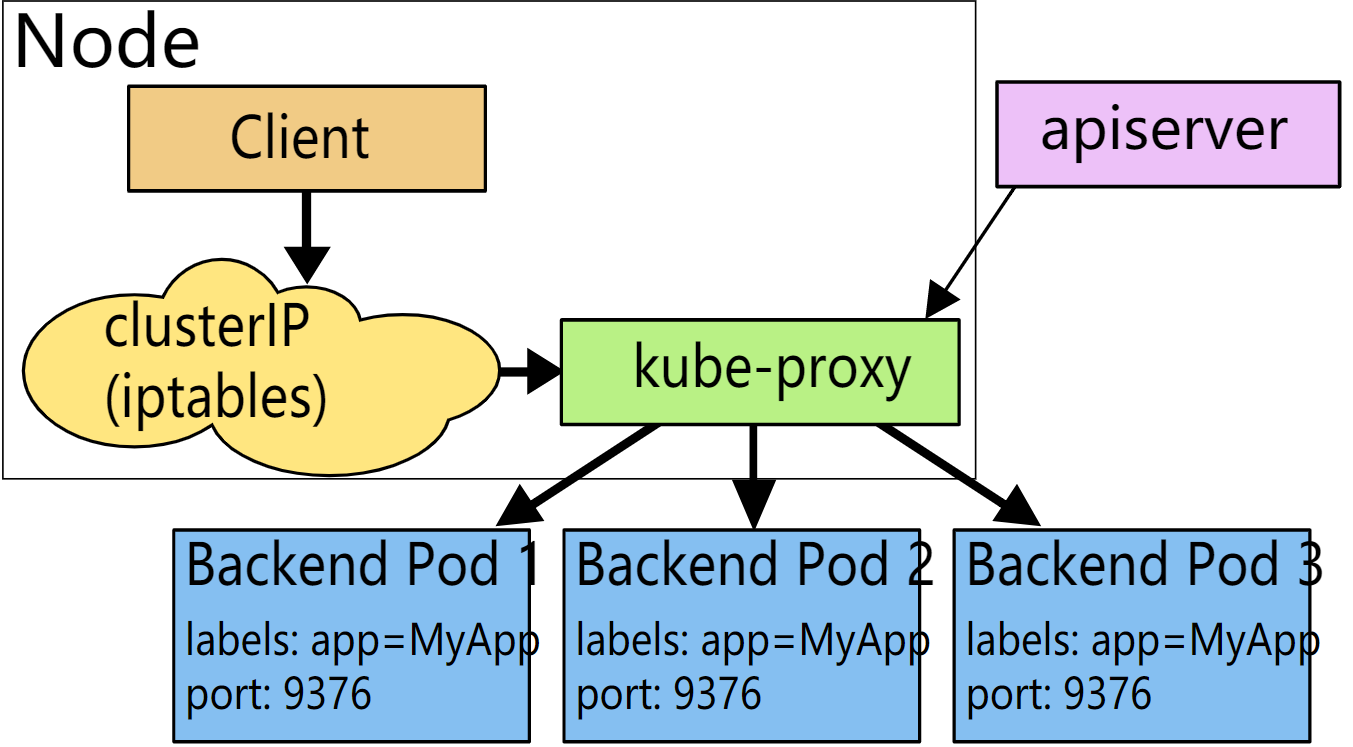 Node
Client
apiserver
clusterIP
(iptables)
kube-proxy
Backend Pod 1
labels: app=MyApp
port: 9376
Backend Pod 2
labels: app=MyApp
port: 9376
Backend Pod 3
labels: app=MyApp
port: 9376